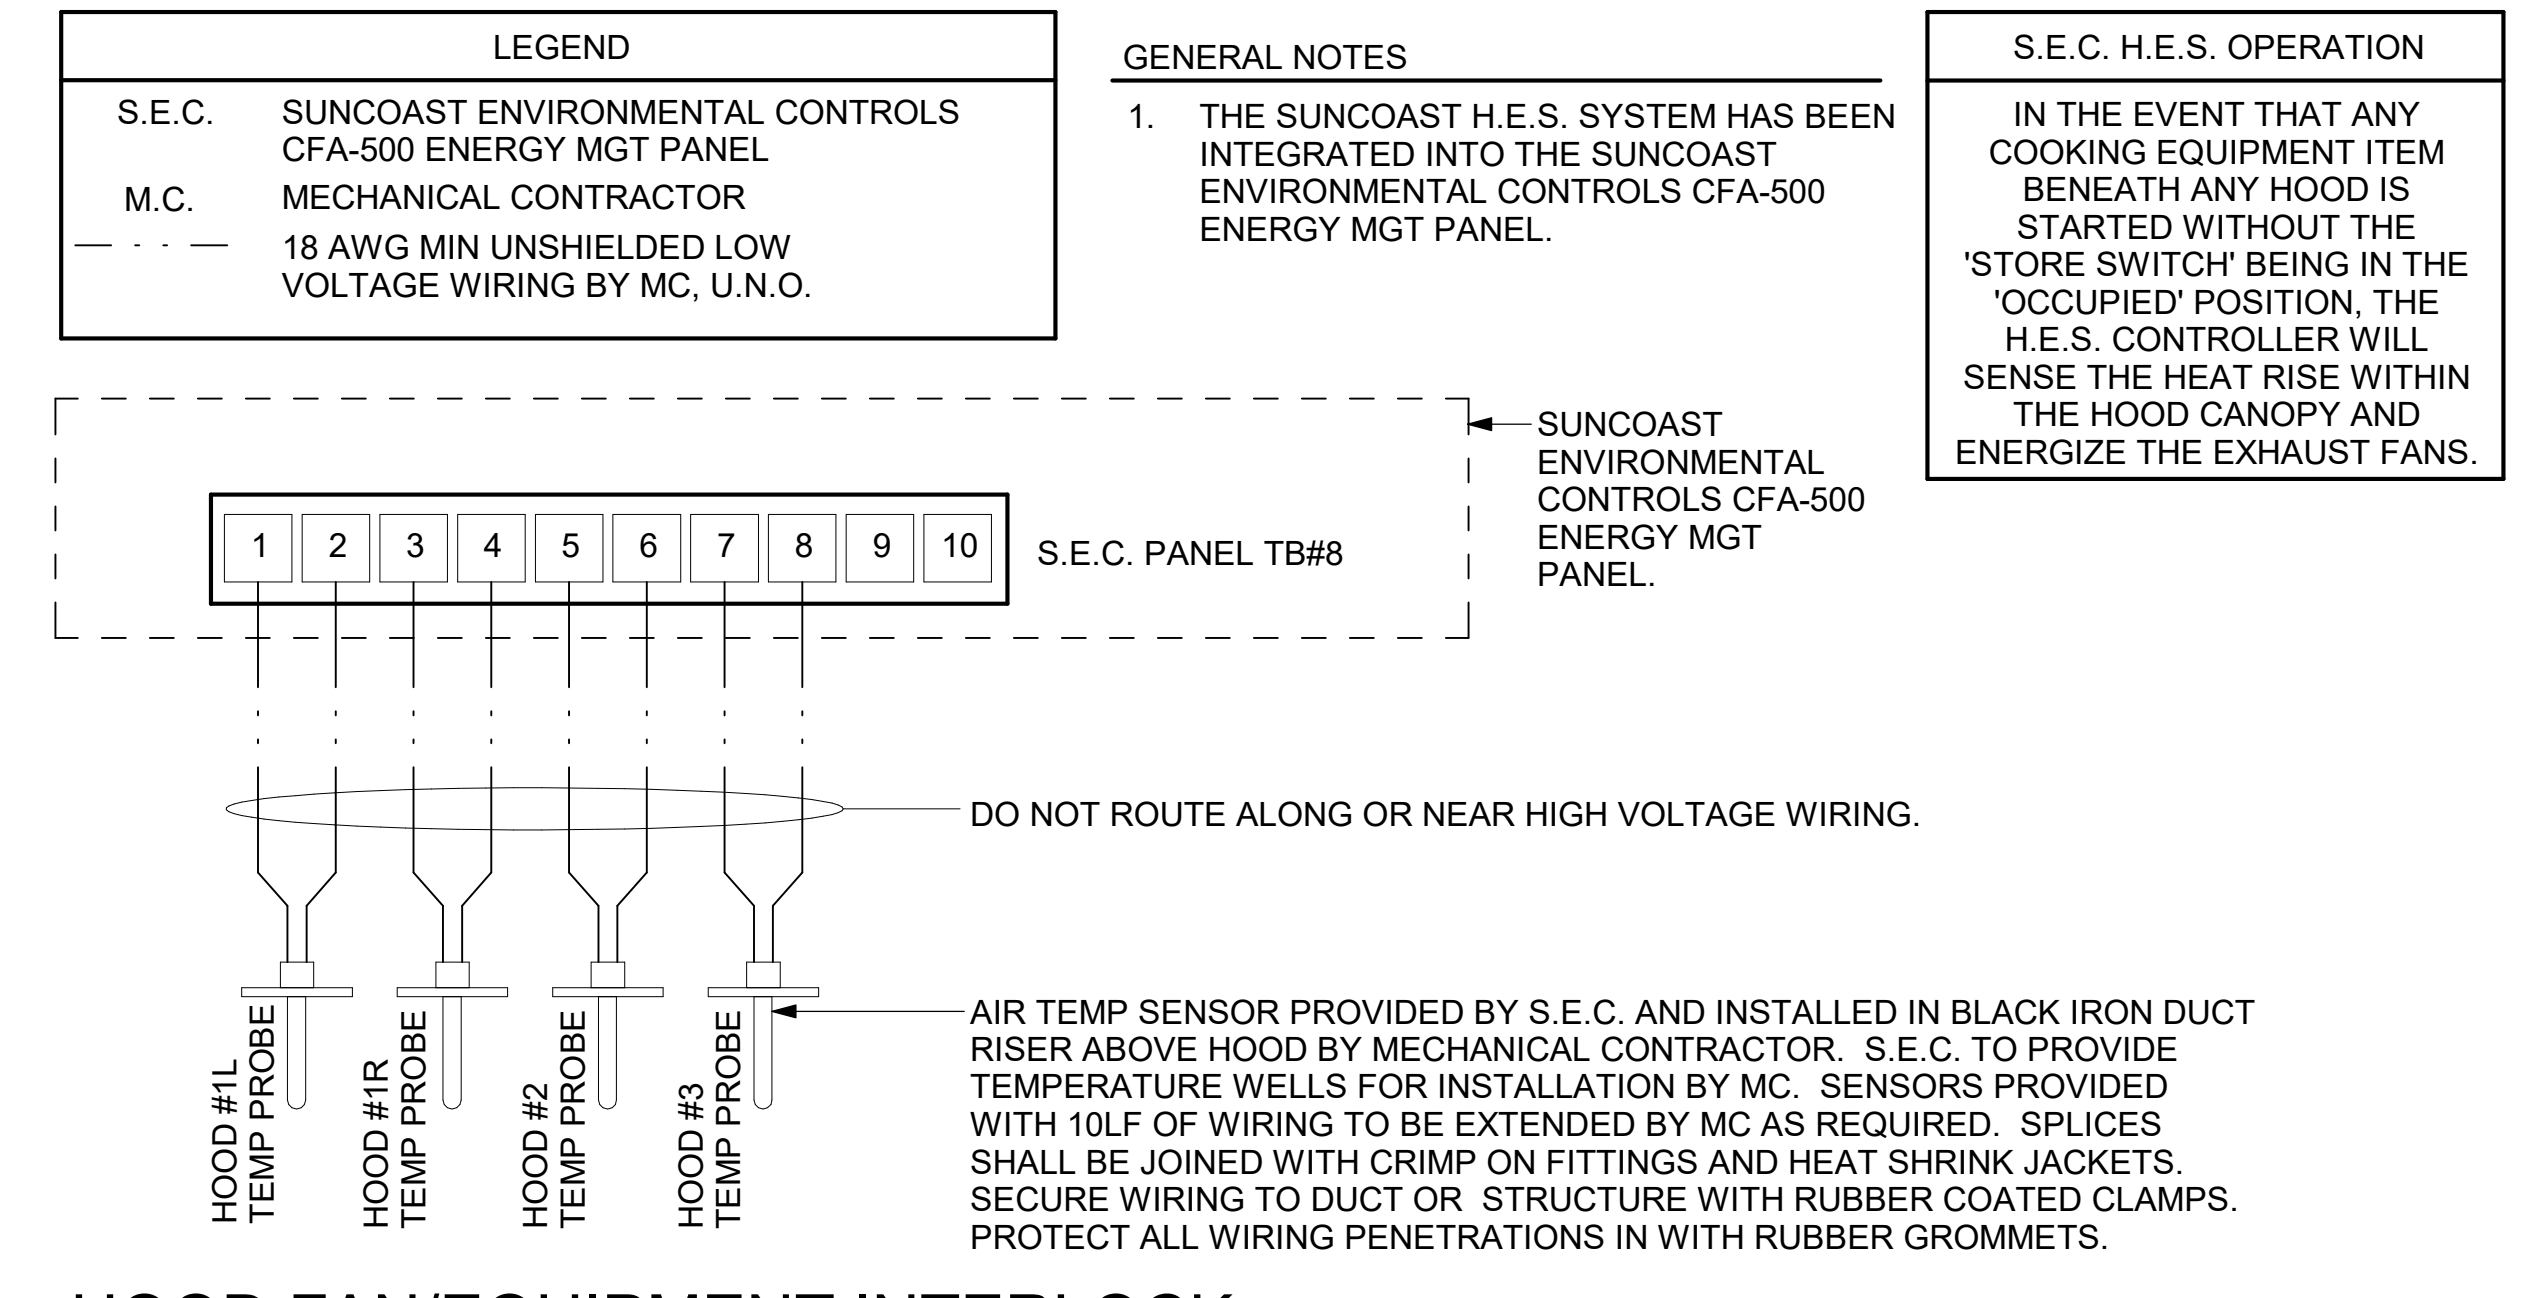 LEGEND
S.E.C. SUNCOAST ENVIRONMENTAL CONTROLS
CFA-500 ENERGY MGT PANEL
M.C. MECHANICAL CONTRACTOR
18 AWG MIN UNSHIELDED LOW
VOLTAGE WIRING BY MC, U.N.O.
GENERAL NOTES
1. THE SUNCOAST H.E.S. SYSTEM HAS BEEN
INTEGRATED INTO THE SUNCOAST
ENVIRONMENTAL CONTROLS CFA-500
ENERGY MGT PANEL.
S.E.C. H.E.S. OPERATION
IN THE EVENT THAT ANY
COOKING EQUIPMENT ITEM
BENEATH ANY HOOD IS
STARTED WITHOUT THE
'STORE SWITCH' BEING IN THE
'OCCUPIED' POSITION, THE
H.E.S. CONTROLLER WILL
SENSE THE HEAT RISE WITHIN
THE HOOD CANOPY AND
ENERGIZE THE EXHAUST FANS.
SUNCOAST
ENVIRONMENTAL
CONTROLS CFA-500
ENERGY MGT
PANEL.
1 2 3 4 5 6 7 8 9 10
S.E.C. PANEL TB#8
DO NOT ROUTE ALONG OR NEAR HIGH VOLTAGE WIRING.
HOOD #1L
TEMP PROBE
HOOD #1R
TEMP PROBE
HOOD #2
TEMP PROBE
HOOD #3
TEMP PROBE
AIR TEMP SENSOR PROVIDED BY S.E.C. AND INSTALLED IN BLACK IRON DUCT
RISER ABOVE HOOD BY MECHANICAL CONTRACTOR. S.E.C. TO PROVIDE
TEMPERATURE WELLS FOR INSTALLATION BY MC. SENSORS PROVIDED
WITH 10LF OF WIRING TO BE EXTENDED BY MC AS REQUIRED. SPLICES
SHALL BE JOINED WITH CRIMP ON FITTINGS AND HEAT SHRINK JACKETS.
SECURE WIRING TO DUCT OR STRUCTURE WITH RUBBER COATED CLAMPS.
PROTECT ALL WIRING PENETRATIONS IN WITH RUBBER GROMMETS.
HOOD FAN/EQUIPMENT INTERLOCK